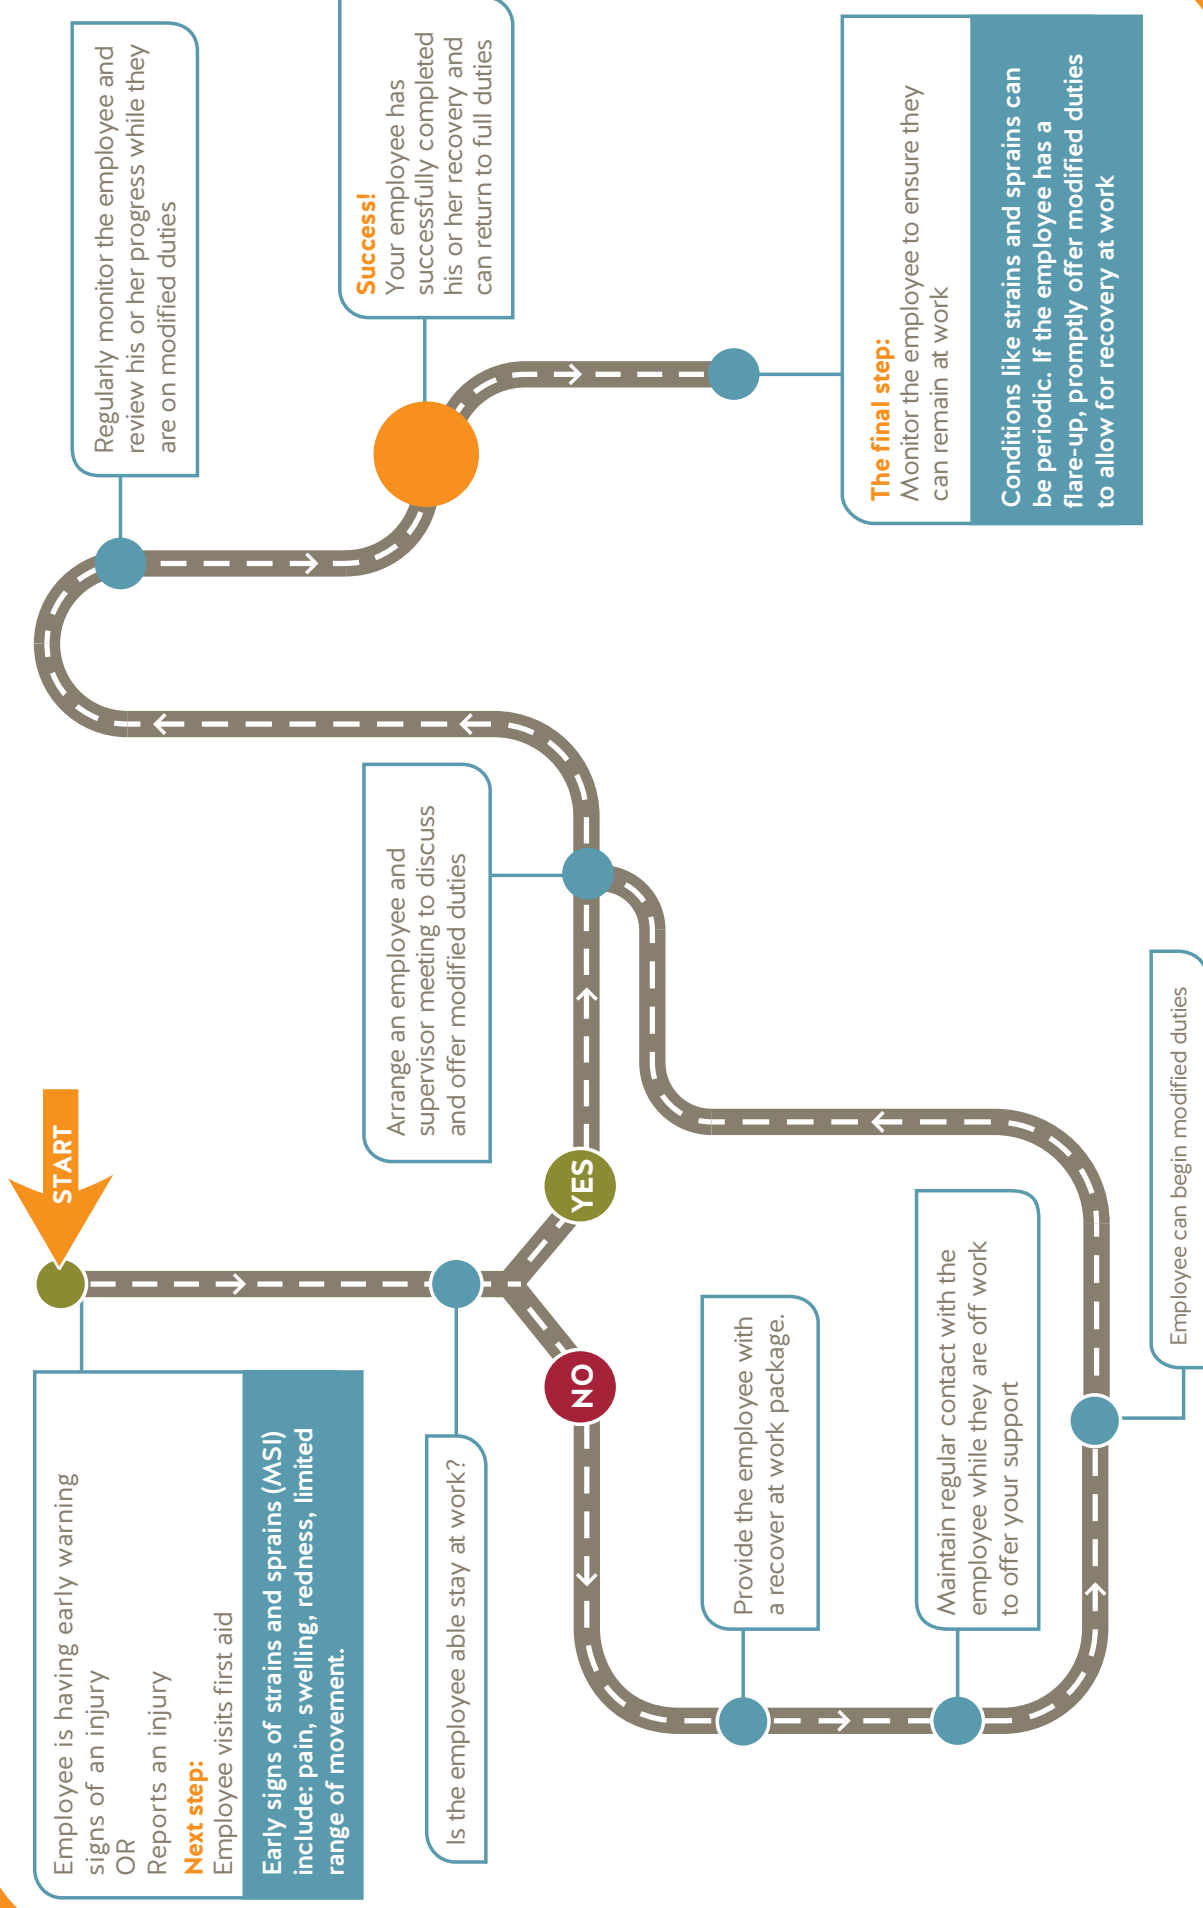 START
Employee is having early warning
signs of an injury
OR
Reports an injury
Next step:
Employee visits first aid
Early signs of strains and sprains (MSI)
include: pain, swelling, redness, limited
range of movement.
Is the employee able stay at work?
YES
NO
Arrange an employee and
supervisor meeting to discuss
and offer modified duties
Provide the employee with
a recover at work package.
Maintain regular contact with the
employee while they are off work
to offer your support
Employee can begin modified duties
Regularly monitor the employee and
review his or her progress while they
are on modified duties
Success!
Your employee has
successfully completed
his or her recovery and
can return to full duties
The final step:
Monitor the employee to ensure they
can remain at work
Conditions like strains and sprains can
be periodic. If the employee has a
flare-up, promptly offer modified duties
to allow for recovery at work